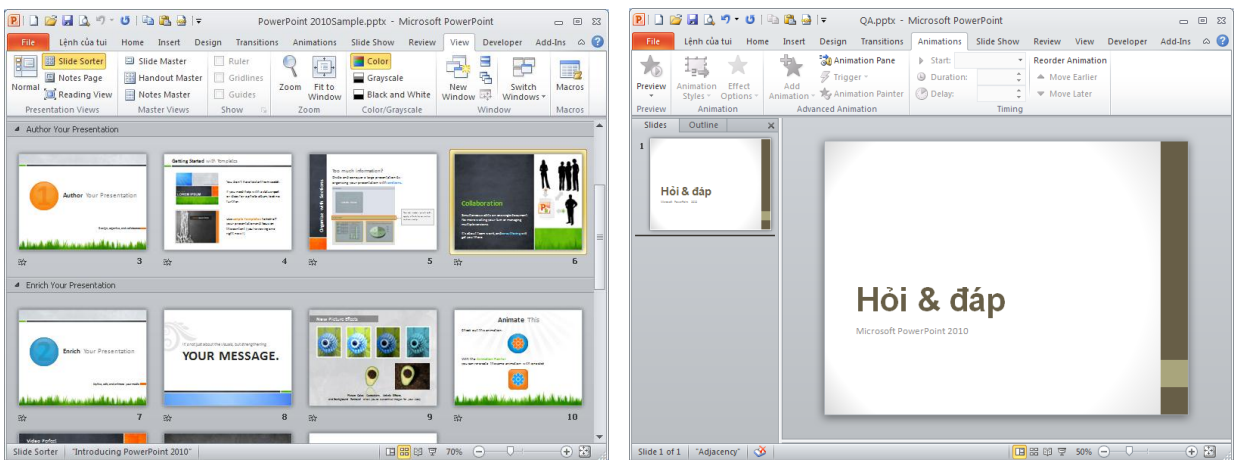 PowerPoint 2010Sample.pptx - Microsoft PowerPoint
File Lệnh của tui Home Insert Design Transitions Animations Slide Show Review View Developer Add-Ins
Normal
Slide Sorter
Notes Page
Reading View
Presentation Views
Slide Master
Handout Master
Notes Master
Master Views
Ruler
Gridlines
Guides
Show
Zoom
Fit to
Window
Zoom
Color
Grayscale
Black and White
Color/Grayscale
New
Window
Switch
Windows
Window
Macros
Macros
Author Your Presentation
1
Author Your Presentation
3
Getting Started with Templates
4
Too much information?
Organize with Sections
5
Collaboration
6
Enrich Your Presentation
2
Enrich Your Presentation
7
YOUR MESSAGE.
8
New Picture Effects
9
Animate This
10
Slide Sorter "Introducing PowerPoint 2010" 70%
QA.pptx - Microsoft PowerPoint
File Lệnh của tui Home Insert Design Transitions Animations Slide Show Review View Developer Add-Ins
Preview
Preview
Animation
Styles
Effect
Options
Animation
Add
Animation
Animation Pane
Trigger
Animation Painter
Advanced Animation
Start:
Duration:
Delay:
Timing
Reorder Animation
Move Earlier
Move Later
Slides Outline
1
Hỏi & đáp
Hỏi & đáp
Microsoft PowerPoint 2010
Slide 1 of 1 "Adjacency" 50%